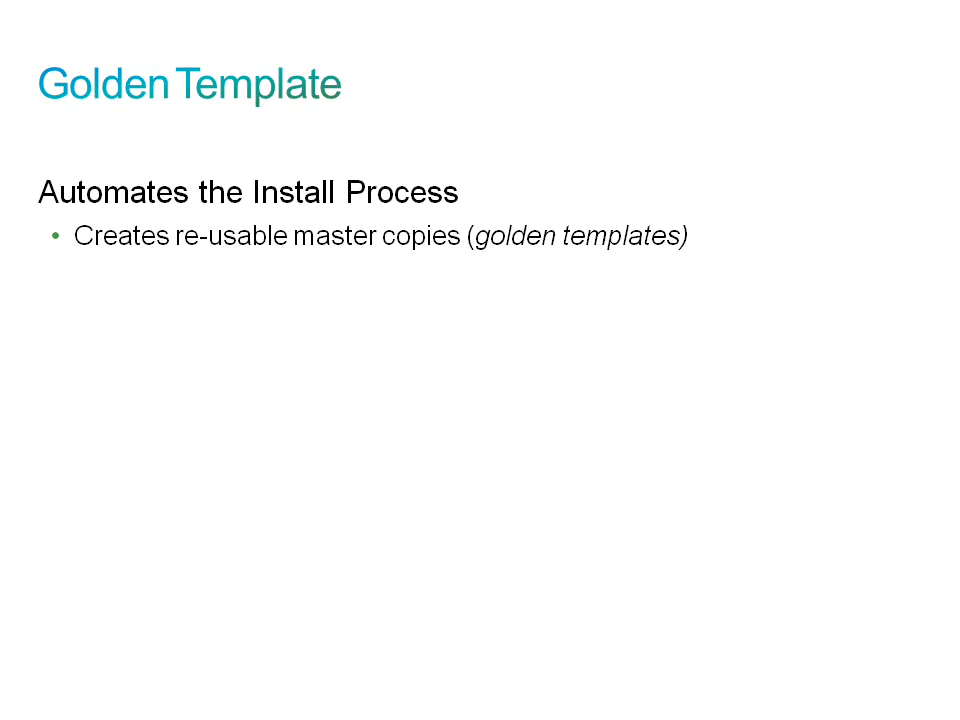 Golden Template
Automates the Install Process
• Creates re-usable master copies (golden templates)